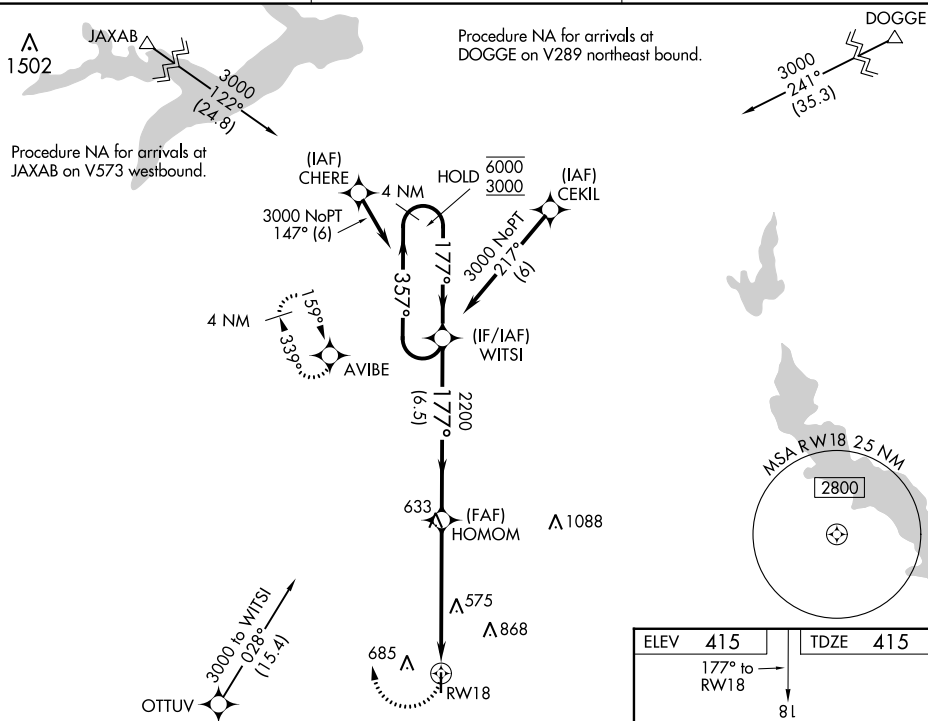 JAXAB
1502
3000
122°
(24.8)
Procedure NA for arrivals at
DOGGE on V289 northeast bound.
DOGGE
3000
241°
(35.3)
Procedure NA for arrivals at
JAXAB on V573 westbound.
(IAF)
CHERE
3000 NoPT
147° (6)
4 NM
HOLD
6000
3000
(IAF)
CEKIL
3000 NoPT
217°
(6)
177°
357°
(IF/IAF)
WITSI
4 NM
159°
339°
AVIBE
2200
177°
(6.5)
MSA RW18 25 NM
2800
633
(FAF)
HOMOM
1088
575
868
685
RW18
3000 to WITSI
028°
(15.4)
OTTUV
ELEV 415
TDZE 415
177° to
RW18
18